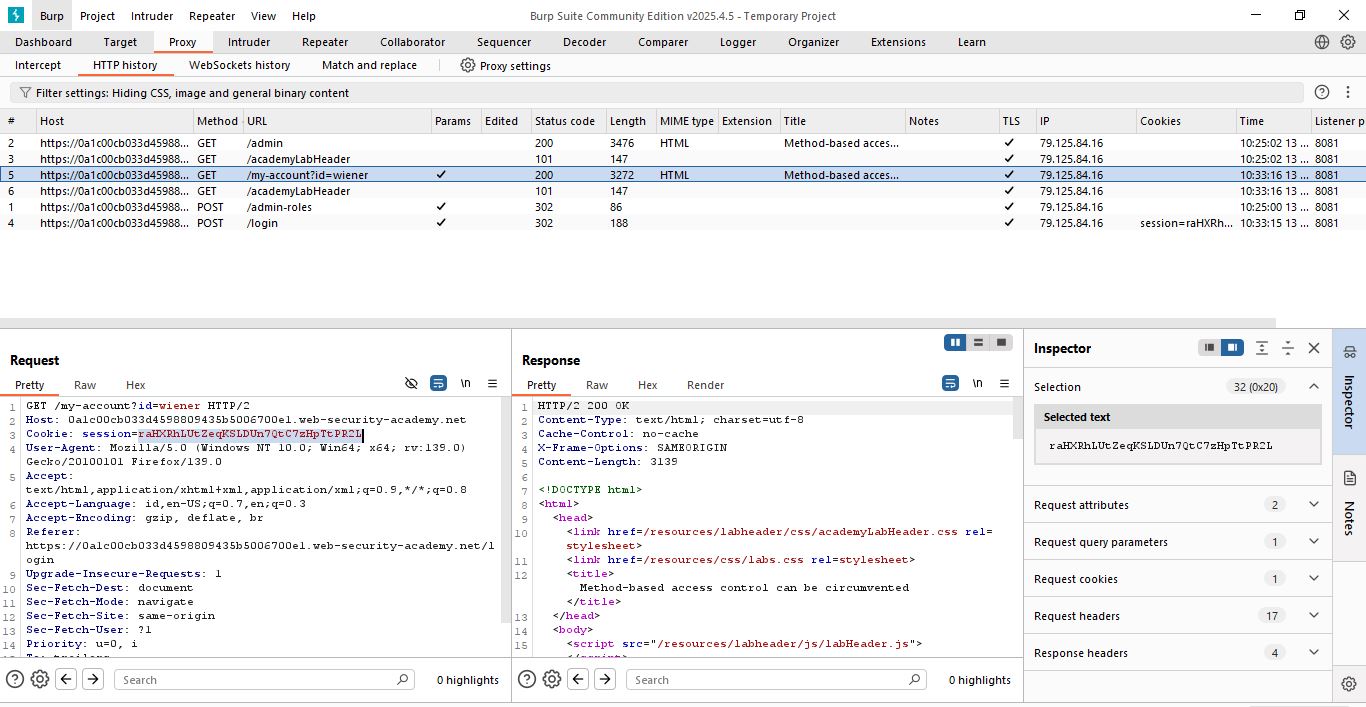 Burp Project Intruder Repeater View Help Burp Suite Community Edition v2025.4.5 - Temporary Project
Dashboard Target Proxy Intruder Repeater Collaborator Sequencer Decoder Comparer Logger Organizer Extensions Learn
Intercept HTTP history WebSockets history Match and replace Proxy settings
Filter settings: Hiding CSS, image and general binary content
# Host Method URL Params Edited Status code Length MIME type Extension Title Notes TLS IP Cookies Time Listener p
2 https://0a1c00cb033d45988... GET /admin 200 3476 HTML Method-based acces... ✓ 79.125.84.16 10:25:02 13 ... 8081
3 https://0a1c00cb033d45988... GET /academyLabHeader 101 147 ✓ 79.125.84.16 10:25:02 13 ... 8081
5 https://0a1c00cb033d45988... GET /my-account?id=wiener ✓ 200 3272 HTML Method-based acces... ✓ 79.125.84.16 10:33:16 13 ... 8081
6 https://0a1c00cb033d45988... GET /academyLabHeader 101 147 ✓ 79.125.84.16 10:33:16 13 ... 8081
1 https://0a1c00cb033d45988... POST /admin-roles ✓ 302 86 ✓ 79.125.84.16 10:25:00 13 ... 8081
4 https://0a1c00cb033d45988... POST /login ✓ 302 188 ✓ 79.125.84.16 session=raHXRh... 10:33:15 13 ... 8081
Request
Pretty Raw Hex \n
1 GET /my-account?id=wiener HTTP/2
2 Host: 0a1c00cb033d4598809435b5006700e1.web-security-academy.net
3 Cookie: session=raHXRhLUtZeqKSLDUn7QtC7zHpTtPR2L
4 User-Agent: Mozilla/5.0 (Windows NT 10.0; Win64; x64; rv:139.0)
Gecko/20100101 Firefox/139.0
5 Accept:
text/html,application/xhtml+xml,application/xml;q=0.9,*/*;q=0.8
6 Accept-Language: id,en-US;q=0.7,en;q=0.3
7 Accept-Encoding: gzip, deflate, br
8 Referer:
https://0a1c00cb033d4598809435b5006700e1.web-security-academy.net/l
ogin
9 Upgrade-Insecure-Requests: 1
10 Sec-Fetch-Dest: document
11 Sec-Fetch-Mode: navigate
12 Sec-Fetch-Site: same-origin
13 Sec-Fetch-User: ?1
14 Priority: u=0, i
Search 0 highlights
Response
Pretty Raw Hex Render \n
1 HTTP/2 200 OK
2 Content-Type: text/html; charset=utf-8
3 Cache-Control: no-cache
4 X-Frame-Options: SAMEORIGIN
5 Content-Length: 3139
6
7 <!DOCTYPE html>
8 <html>
9 <head>
10 <link href=/resources/labheader/css/academyLabHeader.css rel=
stylesheet>
11 <link href=/resources/css/labs.css rel=stylesheet>
12 <title>
Method-based access control can be circumvented
</title>
13 </head>
14 <body>
15 <script src="/resources/labheader/js/labHeader.js">
Search 0 highlights
Inspector
Selection 32 (0x20)
Selected text
raHXRhLUtZeqKSLDUn7QtC7zHpTtPR2L
Request attributes 2
Request query parameters 1
Request cookies 1
Request headers 17
Response headers 4
Inspector
Notes